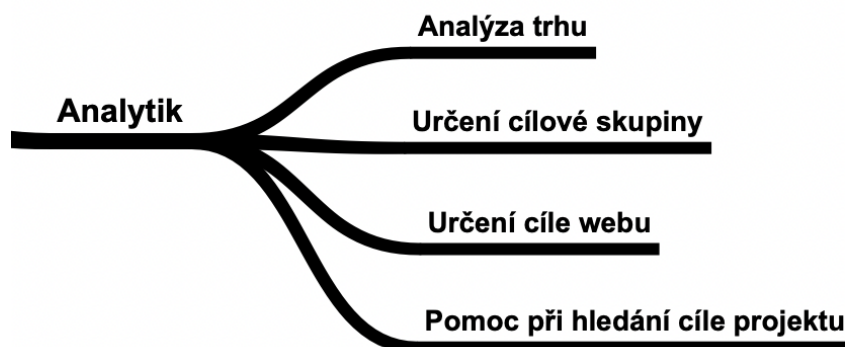 Analýza trhu
Analytik
Určení cílové skupiny
Určení cíle webu
Pomoc při hledání cíle projektu